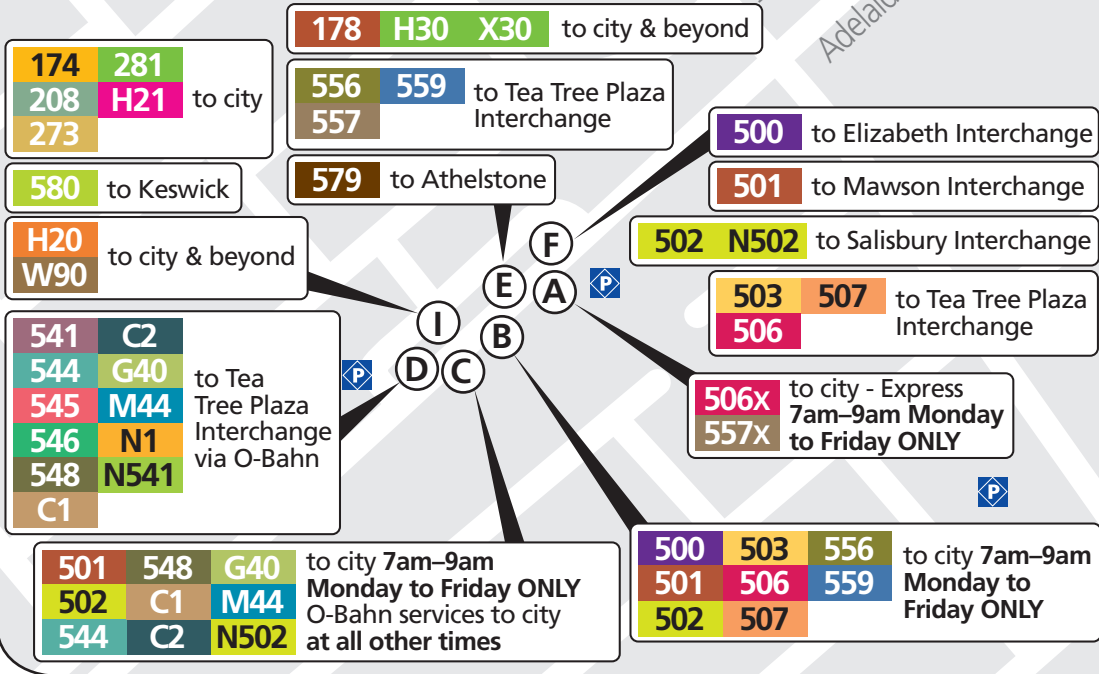 178 H30 X30 to city & beyond
Adelaid
174 281
208 H21 to city
273
556 559 to Tea Tree Plaza
557 Interchange
500 to Elizabeth Interchange
580 to Keswick
579 to Athelstone
501 to Mawson Interchange
H20 to city & beyond
W90
502 N502 to Salisbury Interchange
503 507 to Tea Tree Plaza
506 Interchange
F
E A P
I B
D C P
541 C2
544 G40 to Tea
545 M44 Tree Plaza
546 N1 Interchange
548 N541 via O-Bahn
C1
506x to city - Express
557x 7am–9am Monday
to Friday ONLY
P
501 548 G40 to city 7am–9am
502 C1 M44 Monday to Friday ONLY
544 C2 N502 O-Bahn services to city
at all other times
500 503 556 to city 7am–9am
501 506 559 Monday to
502 507 Friday ONLY